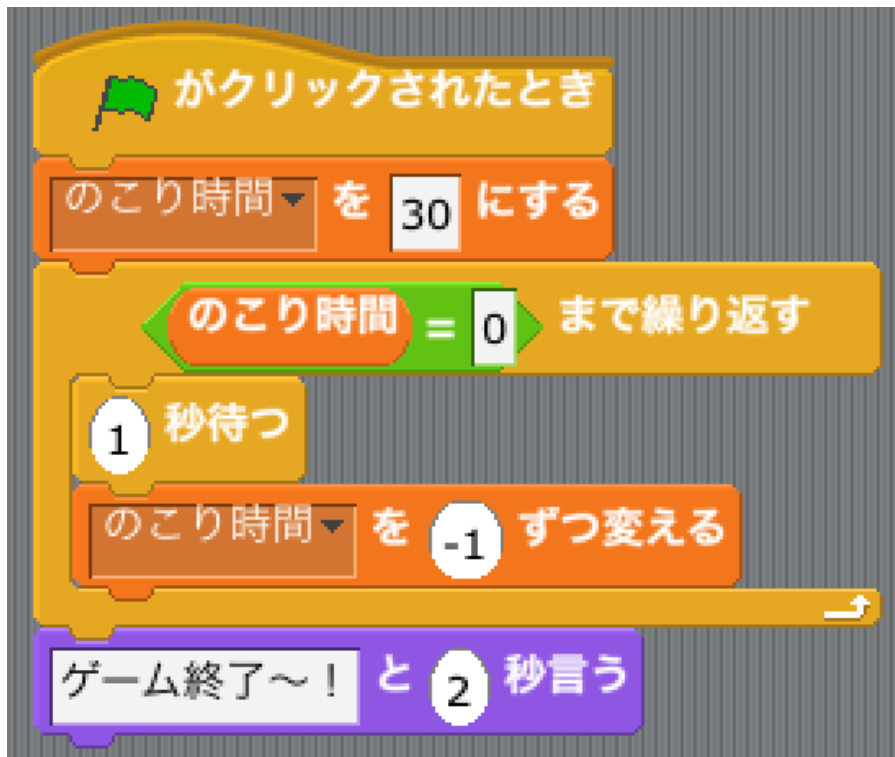 がクリックされたとき
のこり時間 を 30 にする
のこり時間 = 0 まで繰り返す
1 秒待つ
のこり時間 を -1 ずつ変える
ゲーム終了～！ と 2 秒言う